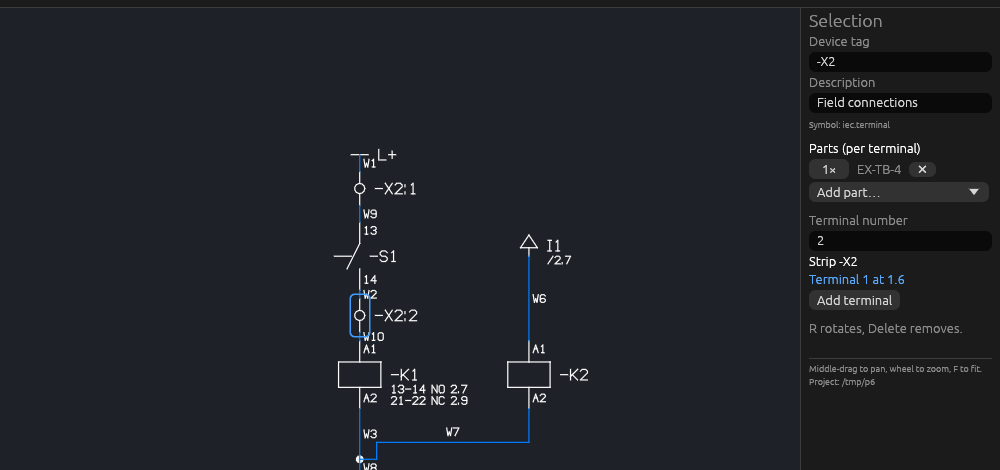 L+
W1
-X2:1
W9
13
-S1
14
W2
-X2:2
W10
A1
-K1
13-14 NO 2.7
21-22 NC 2.9
A2
W3
W8
I1
/2.7
W6
A1
-K2
A2
W7
Selection
Device tag
-X2
Description
Field connections
Symbol: iec.terminal
Parts (per terminal)
1× EX-TB-4 ✕
Add part…
Terminal number
2
Strip -X2
Terminal 1 at 1.6
Add terminal
R rotates, Delete removes.
Middle-drag to pan, wheel to zoom, F to fit.
Project: /tmp/p6